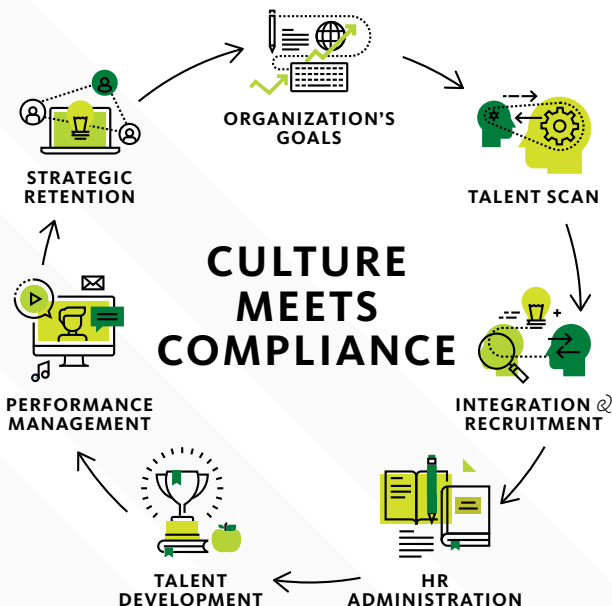 ORGANIZATION'S
GOALS
TALENT SCAN
INTEGRATION &
RECRUITMENT
HR
ADMINISTRATION
TALENT
DEVELOPMENT
PERFORMANCE
MANAGEMENT
STRATEGIC
RETENTION
CULTURE
MEETS
COMPLIANCE